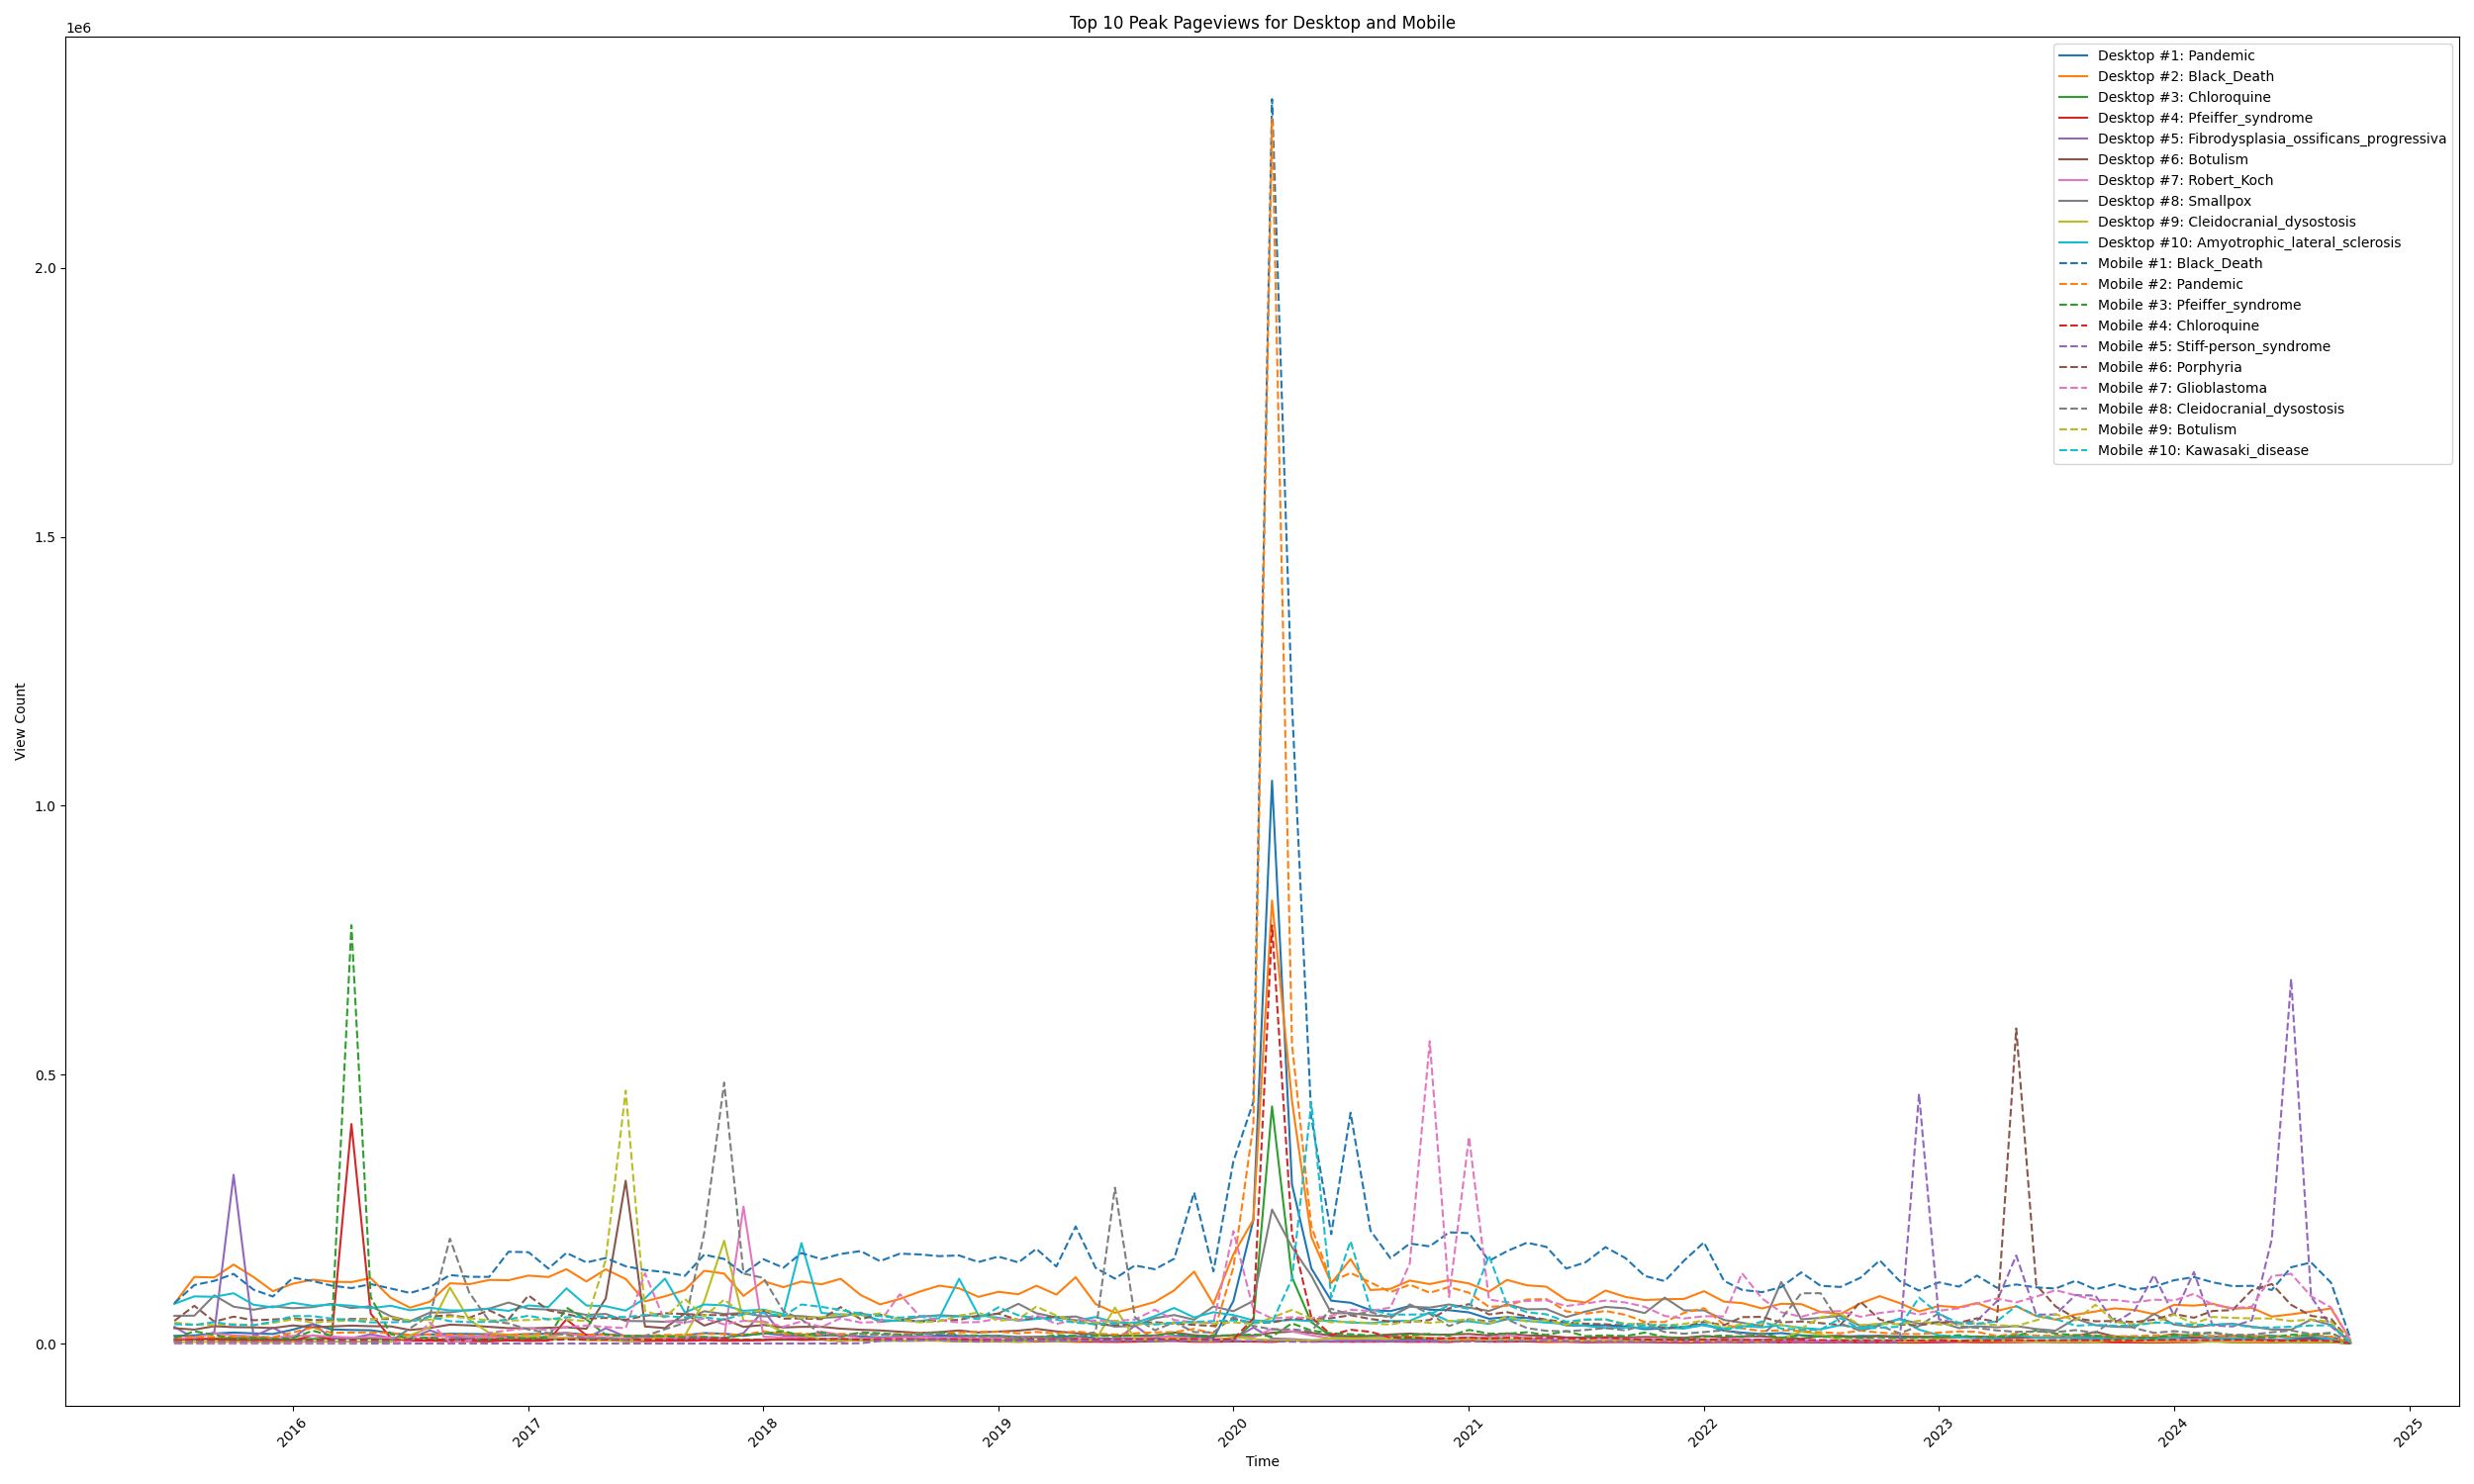 Top 10 Peak Pageviews for Desktop and Mobile
1e6
Desktop #1: Pandemic
Desktop #2: Black_Death
Desktop #3: Chloroquine
Desktop #4: Pfeiffer_syndrome
Desktop #5: Fibrodysplasia_ossificans_progressiva
Desktop #6: Botulism
Desktop #7: Robert_Koch
Desktop #8: Smallpox
Desktop #9: Cleidocranial_dysostosis
Desktop #10: Amyotrophic_lateral_sclerosis
Mobile #1: Black_Death
Mobile #2: Pandemic
Mobile #3: Pfeiffer_syndrome
Mobile #4: Chloroquine
Mobile #5: Stiff-person_syndrome
Mobile #6: Porphyria
Mobile #7: Glioblastoma
Mobile #8: Cleidocranial_dysostosis
Mobile #9: Botulism
Mobile #10: Kawasaki_disease
2.0
1.5
1.0
0.5
0.0
View Count
2016
2017
2018
2019
2020
2021
2022
2023
2024
2025
Time